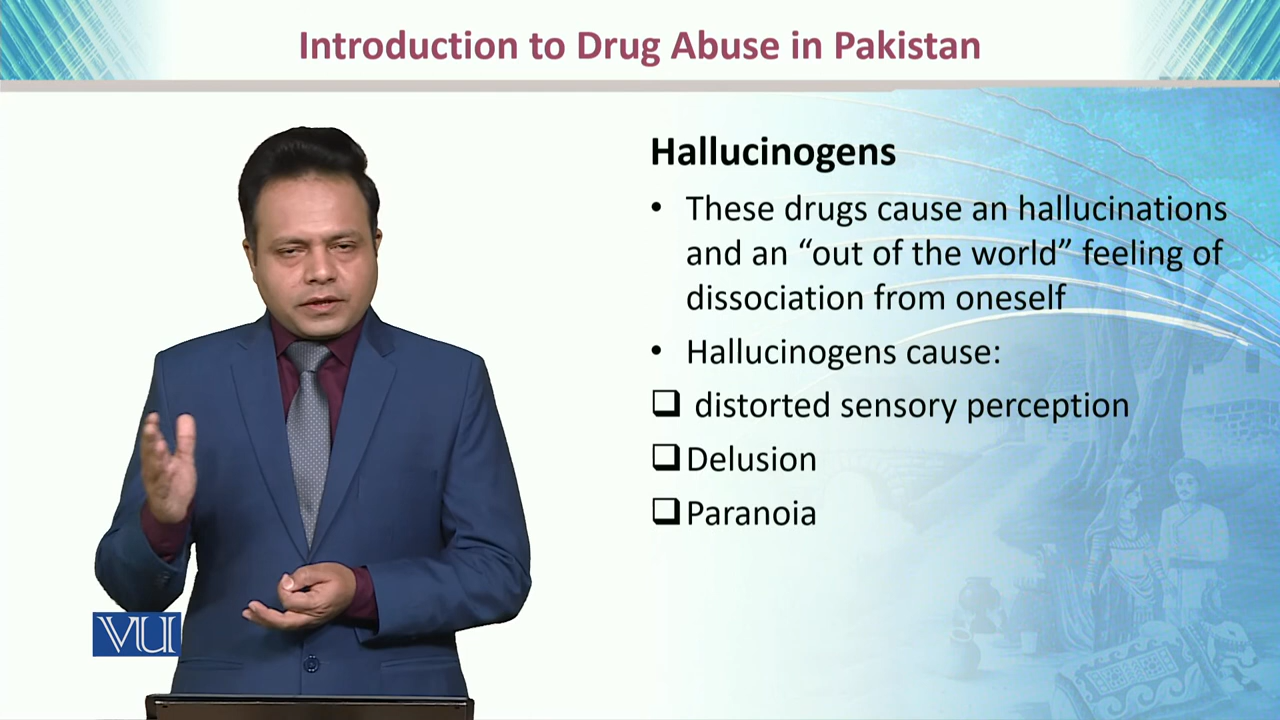 Introduction to Drug Abuse in Pakistan
Hallucinogens
• These drugs cause an hallucinations
and an “out of the world” feeling of
dissociation from oneself
• Hallucinogens cause:
❑ distorted sensory perception
❑ Delusion
❑ Paranoia
VU